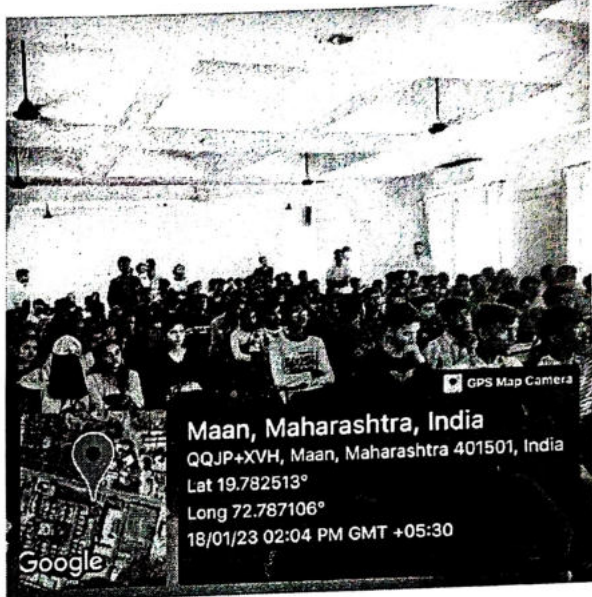 GPS Map Camera
Maan, Maharashtra, India
QQJP+XVH, Maan, Maharashtra 401501, India
Lat 19.782513°
Long 72.787106°
18/01/23 02:04 PM GMT +05:30
Google